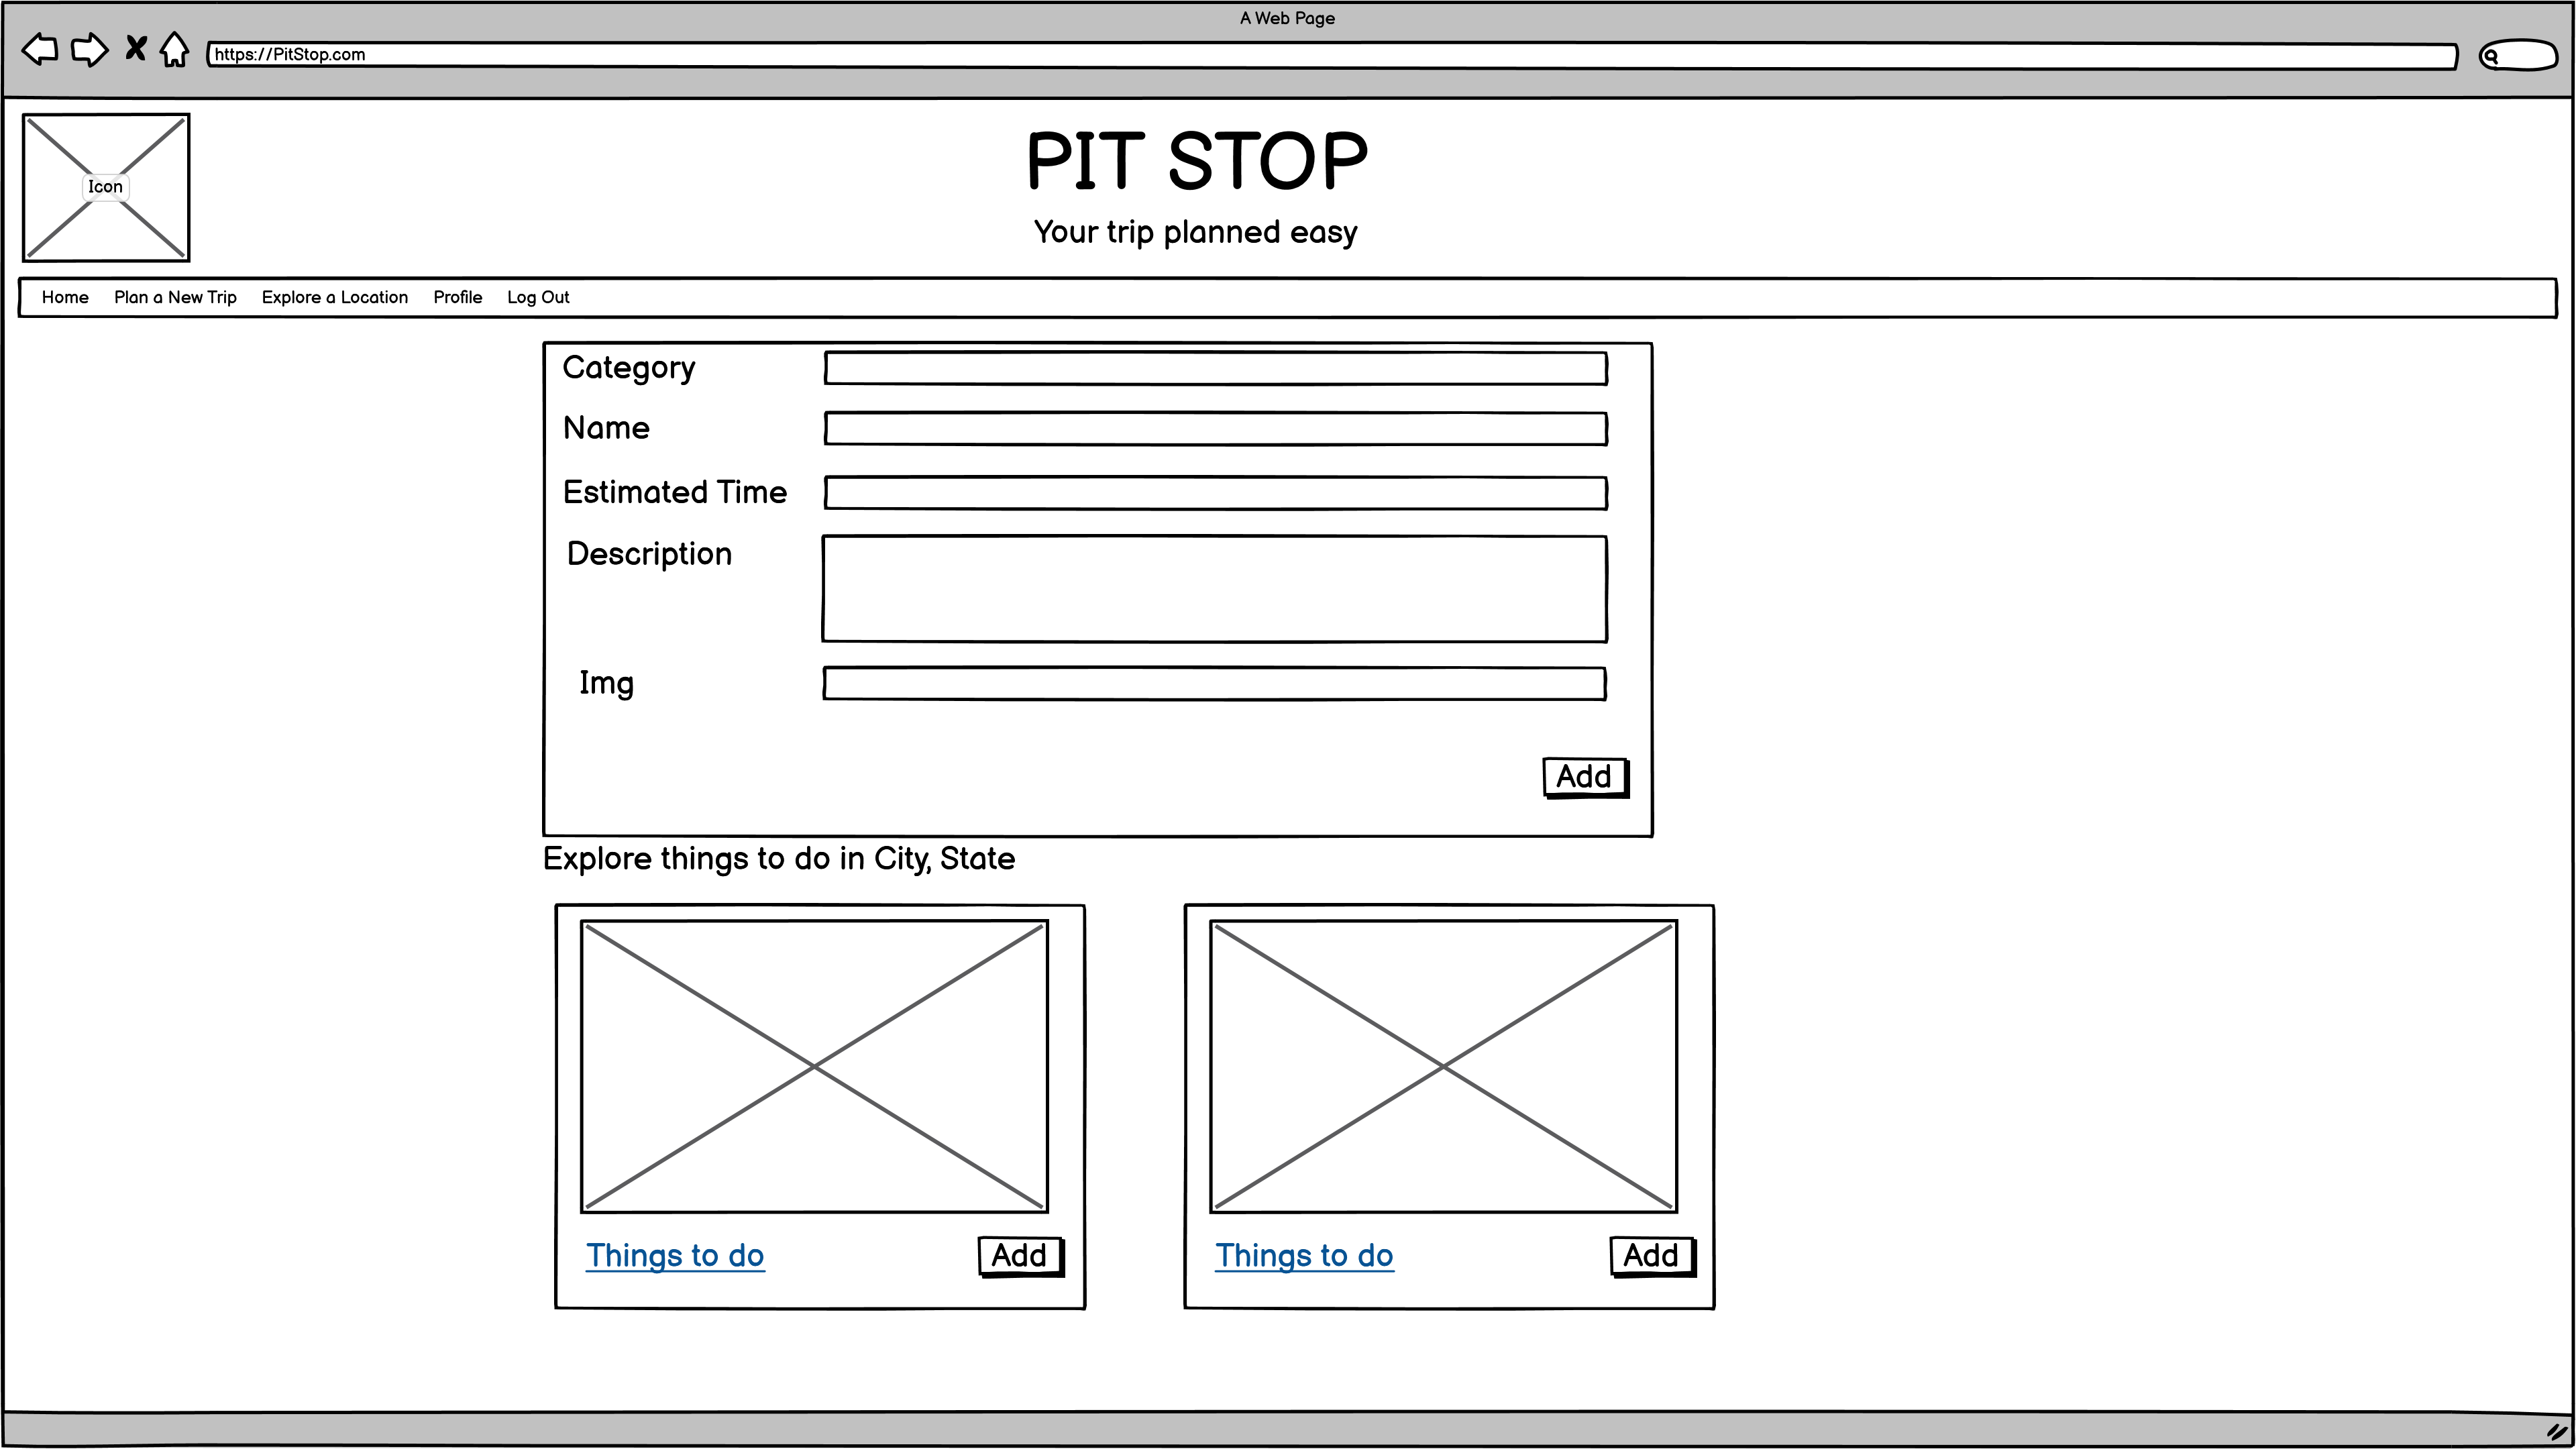 A Web Page
https://PitStop.com
Icon
PIT STOP
Your trip planned easy
Home Plan a New Trip Explore a Location Profile Log Out
Category
Name
Estimated Time
Description
Img
Add
Explore things to do in City, State
Things to do Add Things to do Add